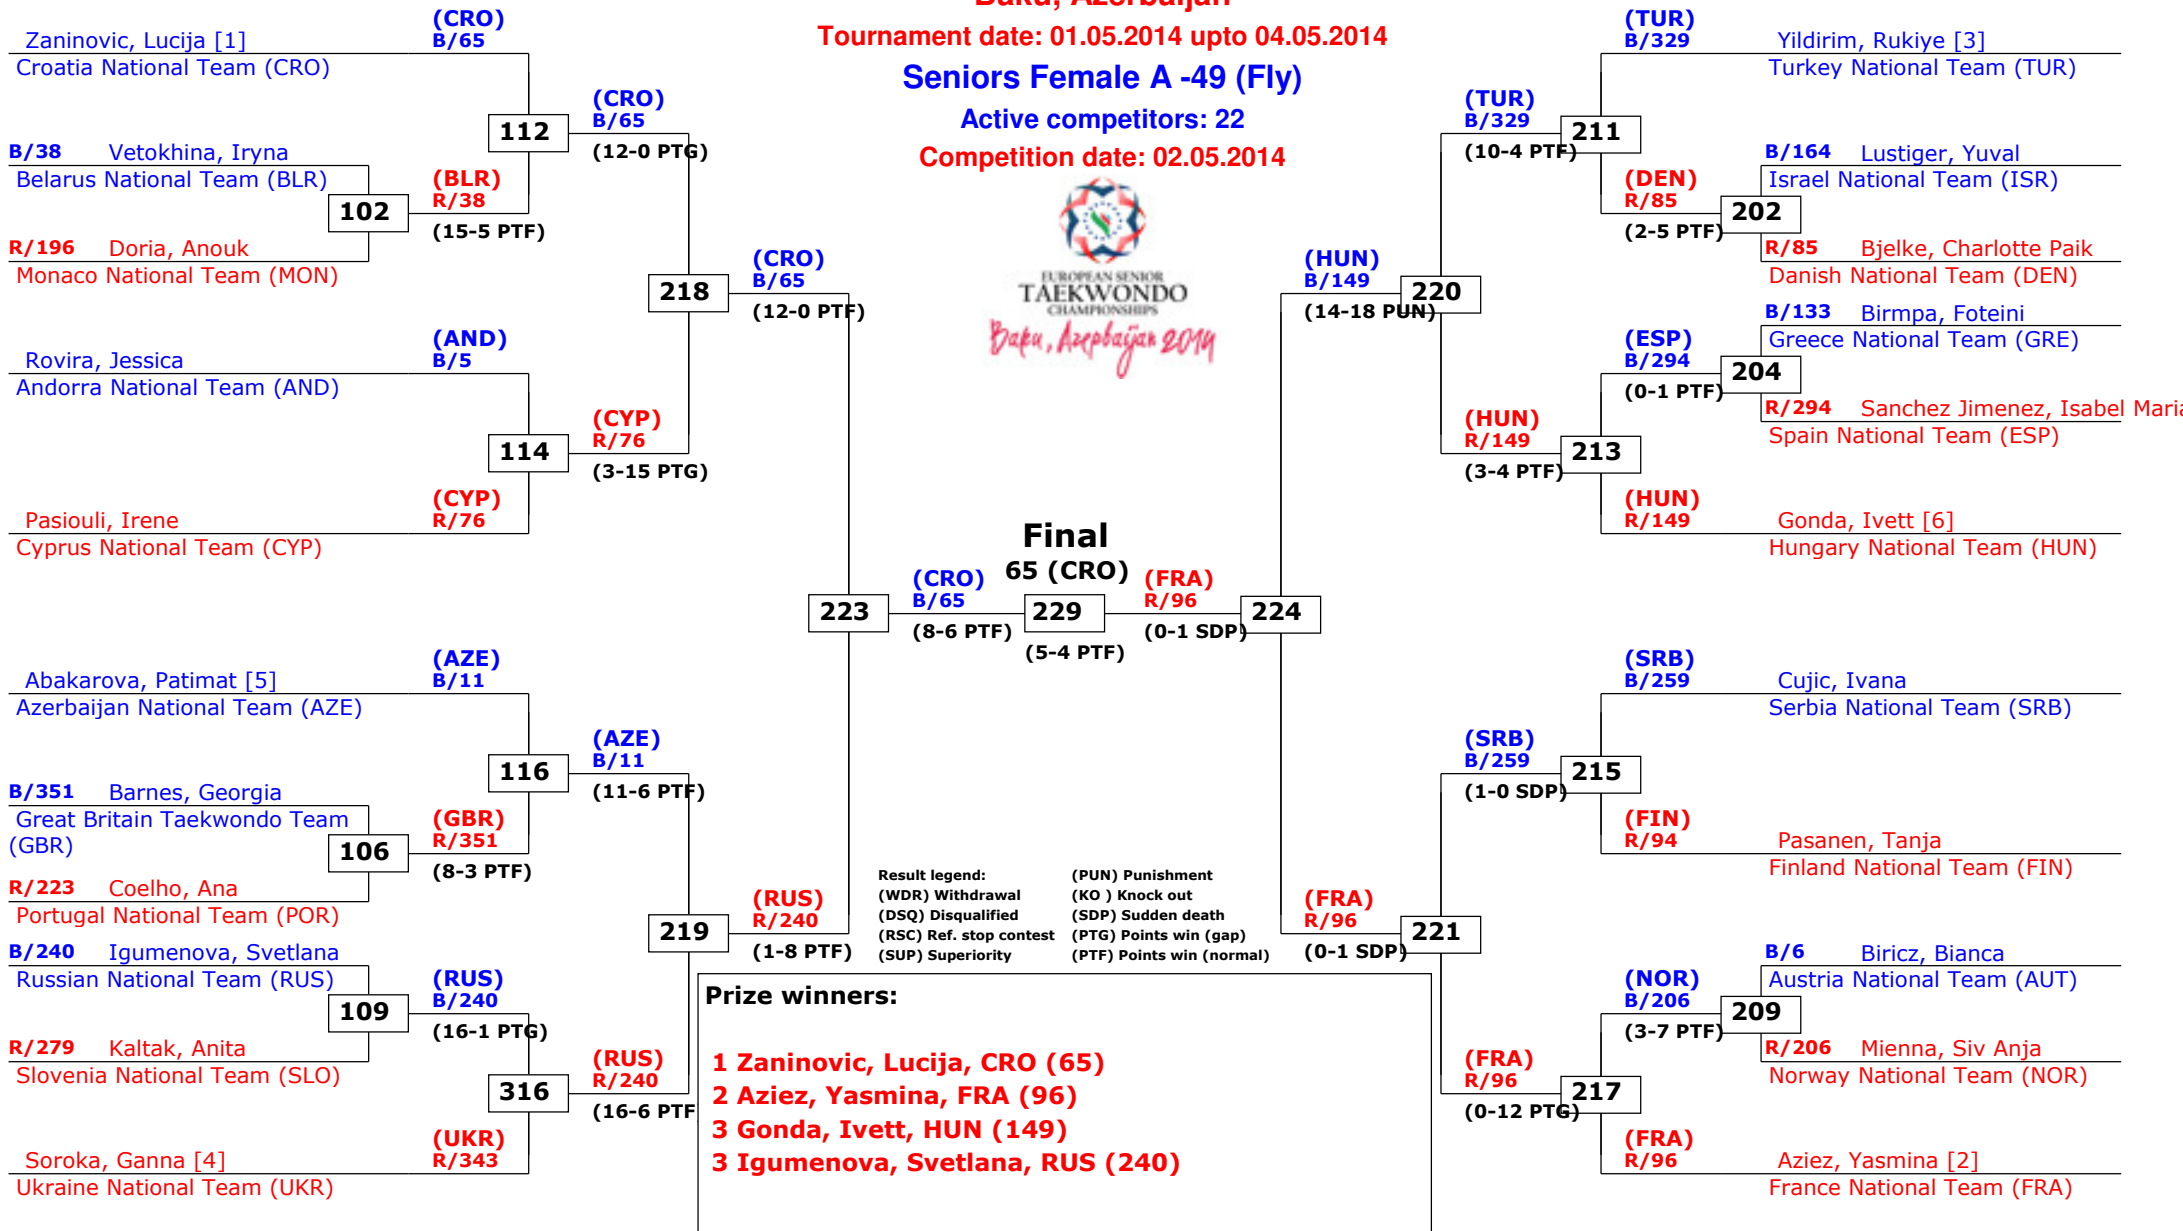 Baku, Azerbaijan
Tournament date: 01.05.2014 upto 04.05.2014
Seniors Female A -49 (Fly)
Active competitors: 22
Competition date: 02.05.2014
EUROPEAN SENIOR
TAEKWONDO
CHAMPIONSHIPS
Baku, Azerbaijan 2014
(CRO)
Zaninovic, Lucija [1] B/65
Croatia National Team (CRO)
(CRO)
B/65
112
(12-0 PTG)
B/38 Vetokhina, Iryna
Belarus National Team (BLR)
(BLR)
R/38
102
(15-5 PTF)
R/196 Doria, Anouk
Monaco National Team (MON)
(CRO)
B/65
218
(12-0 PTF)
(AND)
Rovira, Jessica B/5
Andorra National Team (AND)
(CYP)
R/76
114
(3-15 PTG)
(CYP)
Pasiouli, Irene R/76
Cyprus National Team (CYP)
Final
65 (CRO)
(CRO)
B/65
223
(8-6 PTF)
229
(5-4 PTF)
(FRA)
R/96
224
(0-1 SDP)
(AZE)
Abakarova, Patimat [5] B/11
Azerbaijan National Team (AZE)
(AZE)
B/11
116
(11-6 PTF)
B/351 Barnes, Georgia
Great Britain Taekwondo Team
(GBR)
(GBR)
R/351
106
(8-3 PTF)
R/223 Coelho, Ana
Portugal National Team (POR)
(RUS)
R/240
219
(1-8 PTF)
B/240 Igumenova, Svetlana
Russian National Team (RUS)
(RUS)
B/240
109
(16-1 PTG)
R/279 Kaltak, Anita
Slovenia National Team (SLO)
(RUS)
R/240
316
(16-6 PTF
(UKR)
Soroka, Ganna [4] R/343
Ukraine National Team (UKR)
(TUR)
B/329 Yildirim, Rukiye [3]
Turkey National Team (TUR)
(TUR)
B/329
211
(10-4 PTF)
B/164 Lustiger, Yuval
Israel National Team (ISR)
(DEN)
R/85
202
(2-5 PTF)
R/85 Bjelke, Charlotte Paik
Danish National Team (DEN)
(HUN)
B/149
220
(14-18 PUN)
B/133 Birmpa, Foteini
Greece National Team (GRE)
(ESP)
B/294
204
(0-1 PTF)
R/294 Sanchez Jimenez, Isabel Maria
Spain National Team (ESP)
(HUN)
R/149
213
(3-4 PTF)
(HUN)
R/149 Gonda, Ivett [6]
Hungary National Team (HUN)
(SRB)
B/259 Cujic, Ivana
Serbia National Team (SRB)
(SRB)
B/259
215
(1-0 SDP)
(FIN)
R/94 Pasanen, Tanja
Finland National Team (FIN)
(FRA)
R/96
221
(0-1 SDP)
B/6 Biricz, Bianca
Austria National Team (AUT)
(NOR)
B/206
209
(3-7 PTF)
R/206 Mienna, Siv Anja
Norway National Team (NOR)
(FRA)
R/96
217
(0-12 PTG)
(FRA)
R/96 Aziez, Yasmina [2]
France National Team (FRA)
Result legend: (PUN) Punishment
(WDR) Withdrawal (KO ) Knock out
(DSQ) Disqualified (SDP) Sudden death
(RSC) Ref. stop contest (PTG) Points win (gap)
(SUP) Superiority (PTF) Points win (normal)
Prize winners:
1 Zaninovic, Lucija, CRO (65)
2 Aziez, Yasmina, FRA (96)
3 Gonda, Ivett, HUN (149)
3 Igumenova, Svetlana, RUS (240)